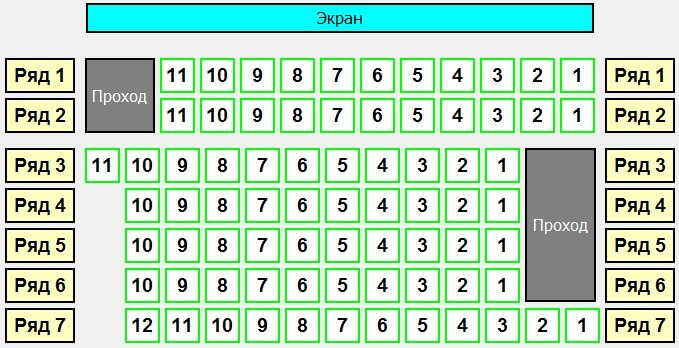 Экран
Ряд 1 Проход 11 10 9 8 7 6 5 4 3 2 1 Ряд 1
Ряд 2 11 10 9 8 7 6 5 4 3 2 1 Ряд 2
Ряд 3 11 10 9 8 7 6 5 4 3 2 1 Проход Ряд 3
Ряд 4 10 9 8 7 6 5 4 3 2 1 Ряд 4
Ряд 5 10 9 8 7 6 5 4 3 2 1 Ряд 5
Ряд 6 10 9 8 7 6 5 4 3 2 1 Ряд 6
Ряд 7 12 11 10 9 8 7 6 5 4 3 2 1 Ряд 7